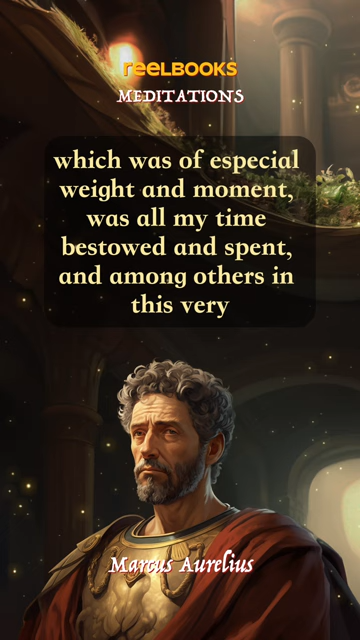 reelBOOKS
MEDITATIONS
which was of especial
weight and moment,
was all my time
bestowed and spent,
and among others in
this very
Marcus Aurelius